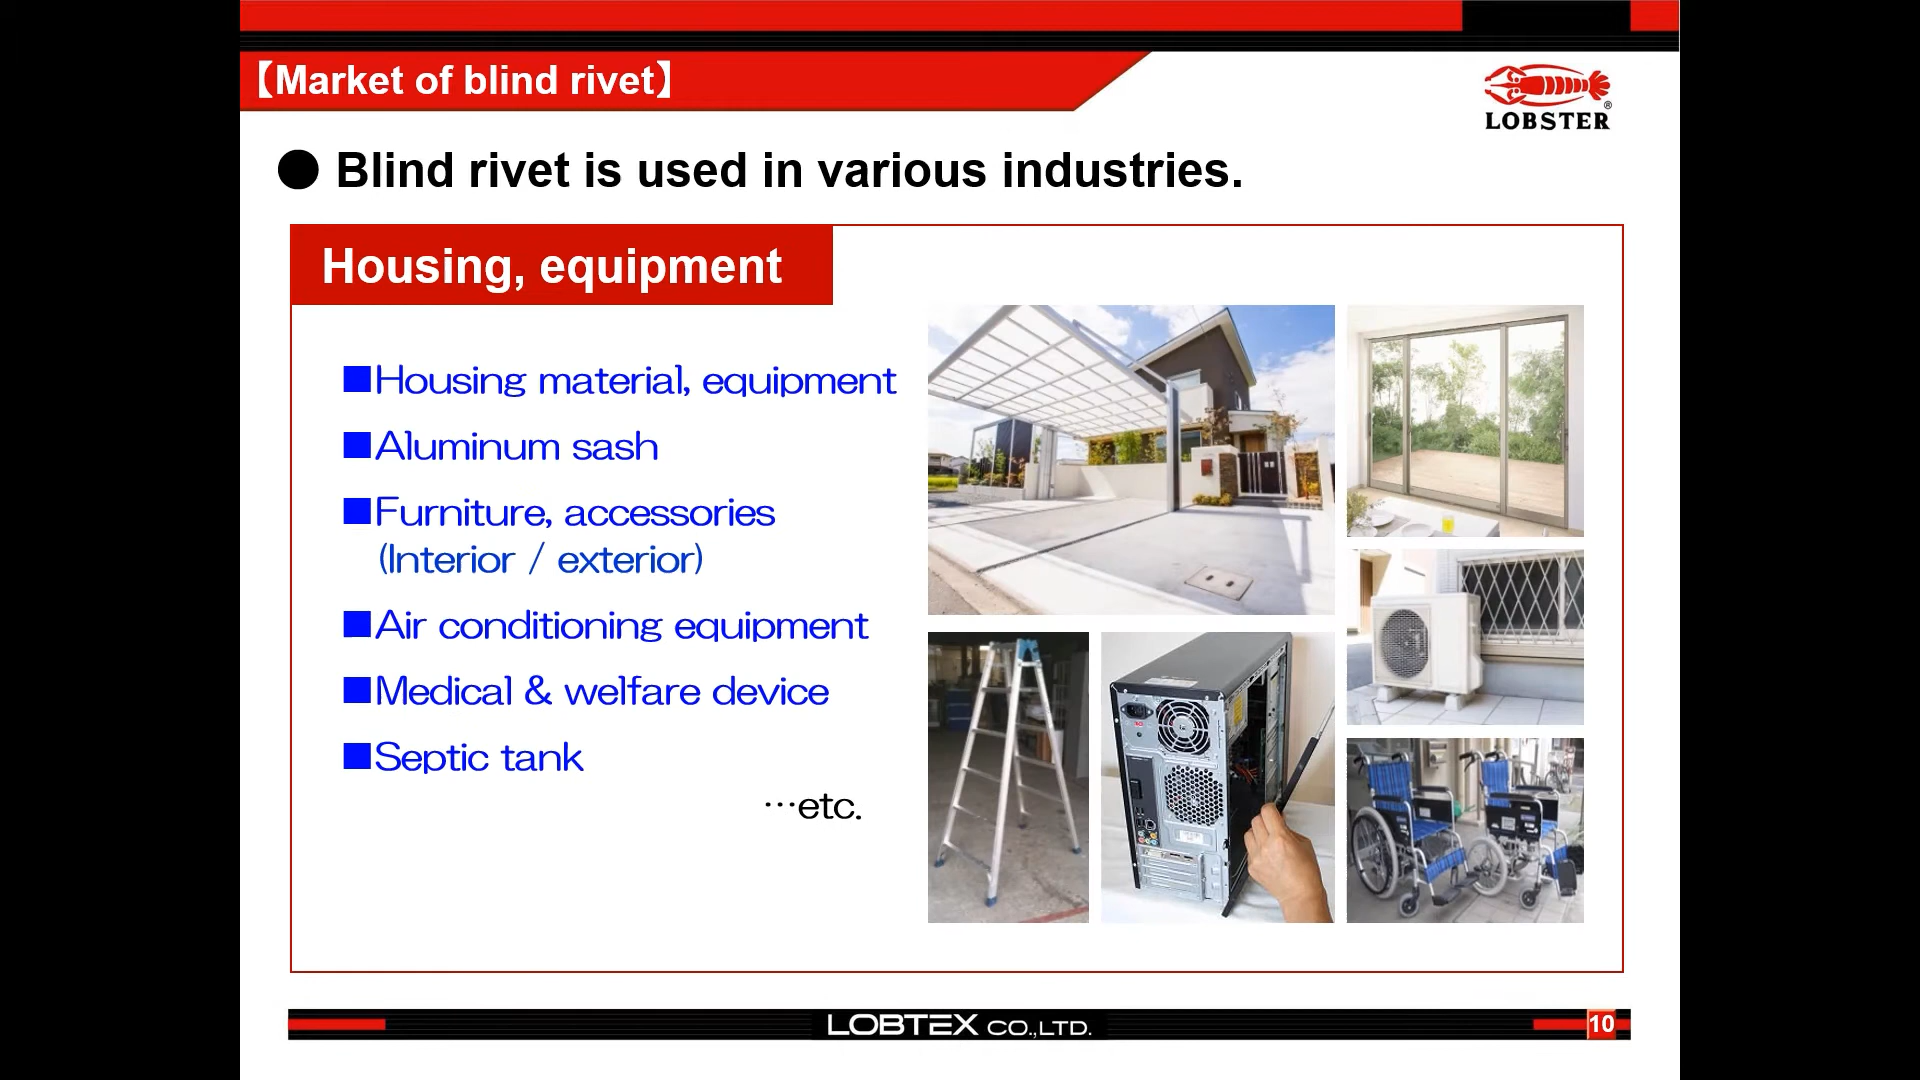 【Market of blind rivet】
LOBSTER®
● Blind rivet is used in various industries.
Housing, equipment
■Housing material, equipment
■Aluminum sash
■Furniture, accessories
(Interior / exterior)
■Air conditioning equipment
■Medical & welfare device
■Septic tank
…etc.
LOBTEX CO.,LTD.
10